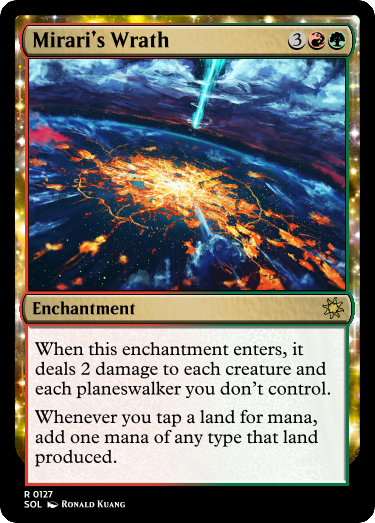 Mirari's Wrath 3
Enchantment
When this enchantment enters, it
deals 2 damage to each creature and
each planeswalker you don't control.
Whenever you tap a land for mana,
add one mana of any type that land
produced.
R 0127
SOL Ronald Kuang